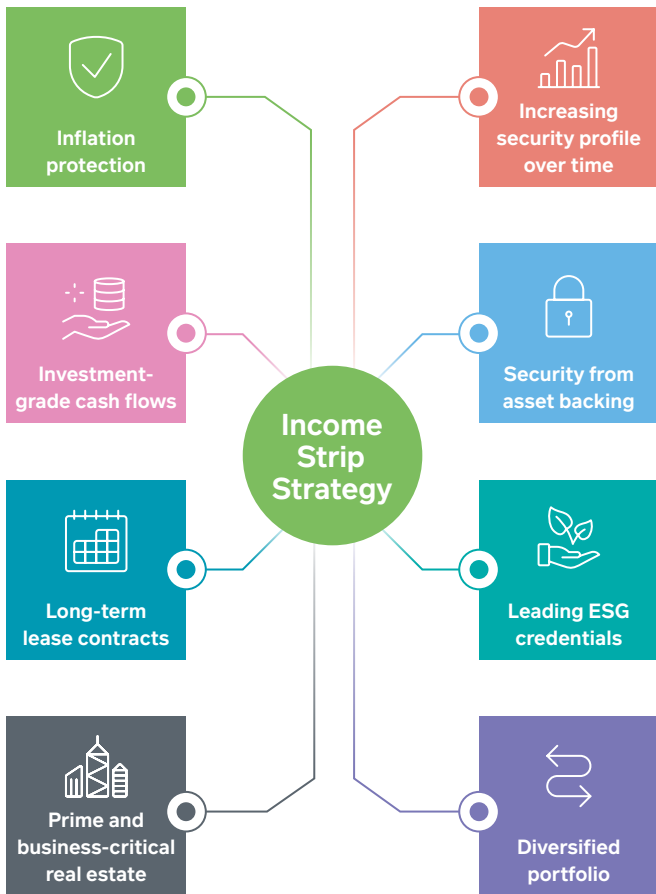 Inflation
protection
Increasing
security profile
over time
Investment-
grade cash flows
Security from
asset backing
Income
Strip
Strategy
Long-term
lease contracts
Leading ESG
credentials
Prime and
business-critical
real estate
Diversified
portfolio